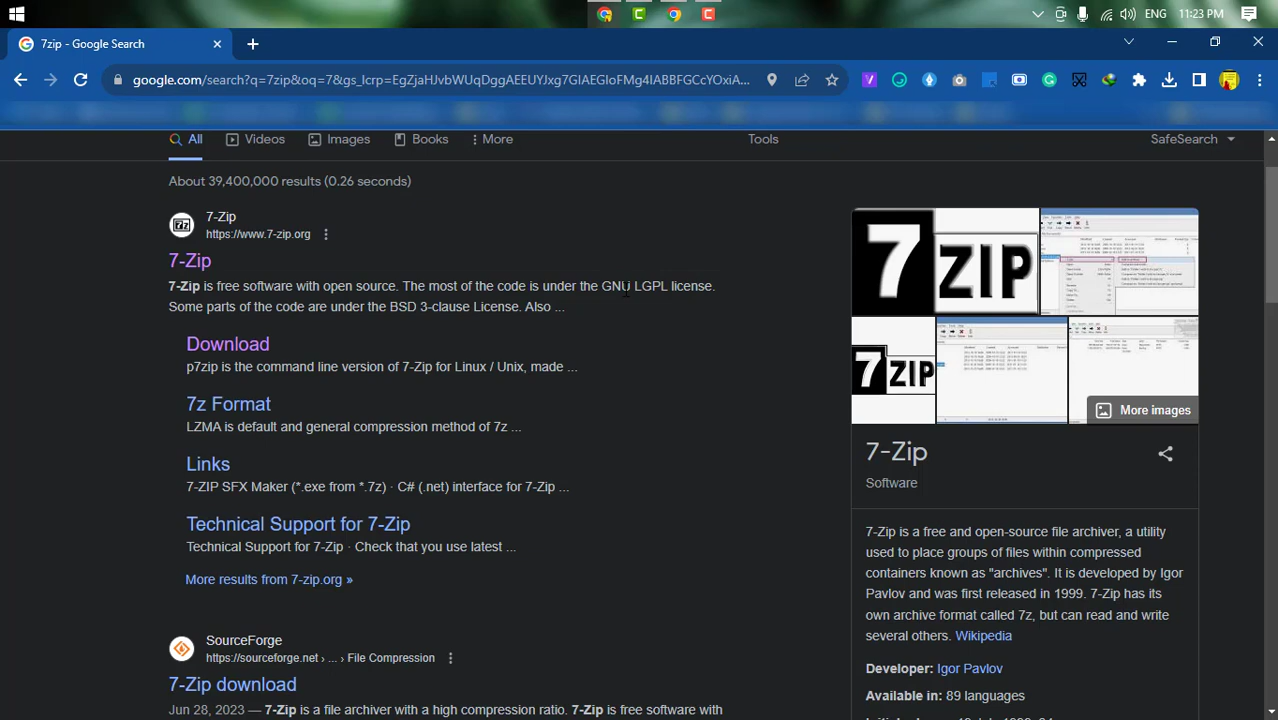 ENG 11:23 PM
7zip - Google Search
google.com/search?q=7zip&oq=7&gs_lcrp=EgZjaHJvbWUqDggAEEUYJxg7GIAEGIoFMg4IABBFGCcYOxiA...
All Videos Images Books More Tools SafeSearch
About 39,400,000 results (0.26 seconds)
7-Zip
https://www.7-zip.org
7-Zip
7-Zip is free software with open source. The most of the code is under the GNU LGPL license.
Some parts of the code are under the BSD 3-clause License. Also ...
Download
p7zip is the command line version of 7-Zip for Linux / Unix, made ...
7z Format
LZMA is default and general compression method of 7z ...
Links
7-ZIP SFX Maker (*.exe from *.7z) · C# (.net) interface for 7-Zip ...
Technical Support for 7-Zip
Technical Support for 7-Zip · Check that you use latest ...
More results from 7-zip.org »
SourceForge
https://sourceforge.net › ... › File Compression
7-Zip download
Jun 28, 2023 — 7-Zip is a file archiver with a high compression ratio. 7-Zip is free software with
7 ZIP
7 ZIP
More images
7-Zip
Software
7-Zip is a free and open-source file archiver, a utility
used to place groups of files within compressed
containers known as "archives". It is developed by Igor
Pavlov and was first released in 1999. 7-Zip has its
own archive format called 7z, but can read and write
several others. Wikipedia
Developer: Igor Pavlov
Available in: 89 languages